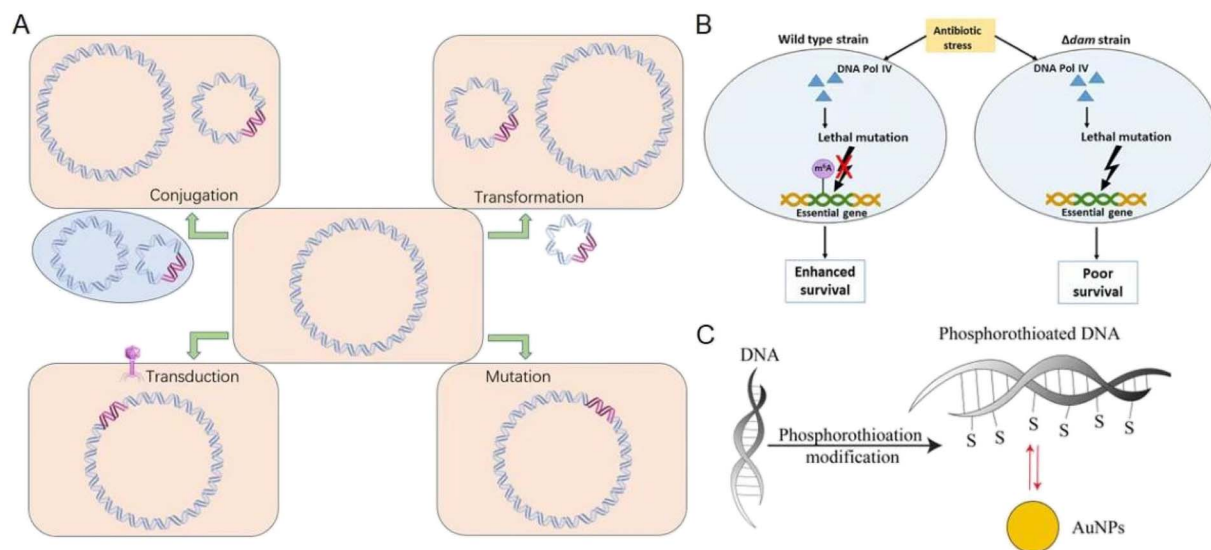 A
Conjugation
Transformation
Transduction
Mutation
B
Wild type strain
Antibiotic
stress
Δdam strain
DNA Pol IV
DNA Pol IV
Lethal mutation
Lethal mutation
m⁶A
Essential gene
Essential gene
Enhanced
survival
Poor
survival
C
DNA
Phosphorothioated DNA
Phosphorothioation
modification
S
S
S
S
S
S
AuNPs